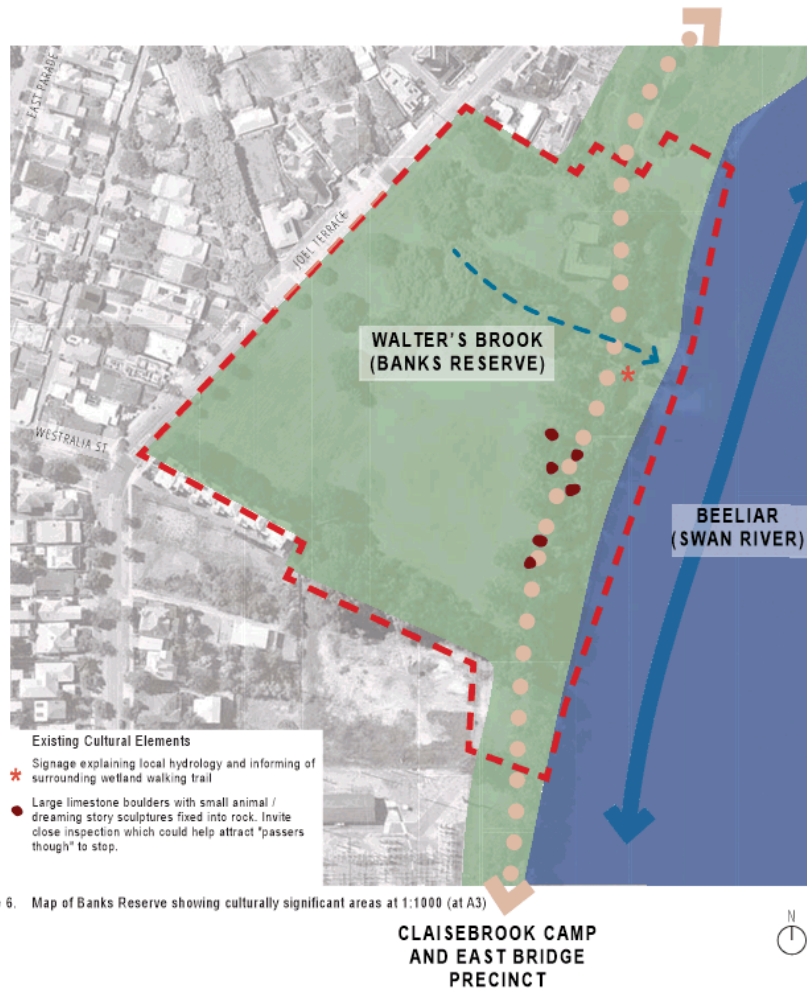 EAST PARADE
JOEL TERRACE
WALTER'S BROOK
(BANKS RESERVE)
*
WESTRALIA ST
BEELIAR
(SWAN RIVER)
Existing Cultural Elements
* Signage explaining local hydrology and informing of
surrounding wetland walking trail
Large limestone boulders with small animal /
dreaming story sculptures fixed into rock. Invite
close inspection which could help attract "passers
though" to stop.
6. Map of Banks Reserve showing culturally significant areas at 1:1000 (at A3)
N
CLAISEBROOK CAMP
AND EAST BRIDGE
PRECINCT